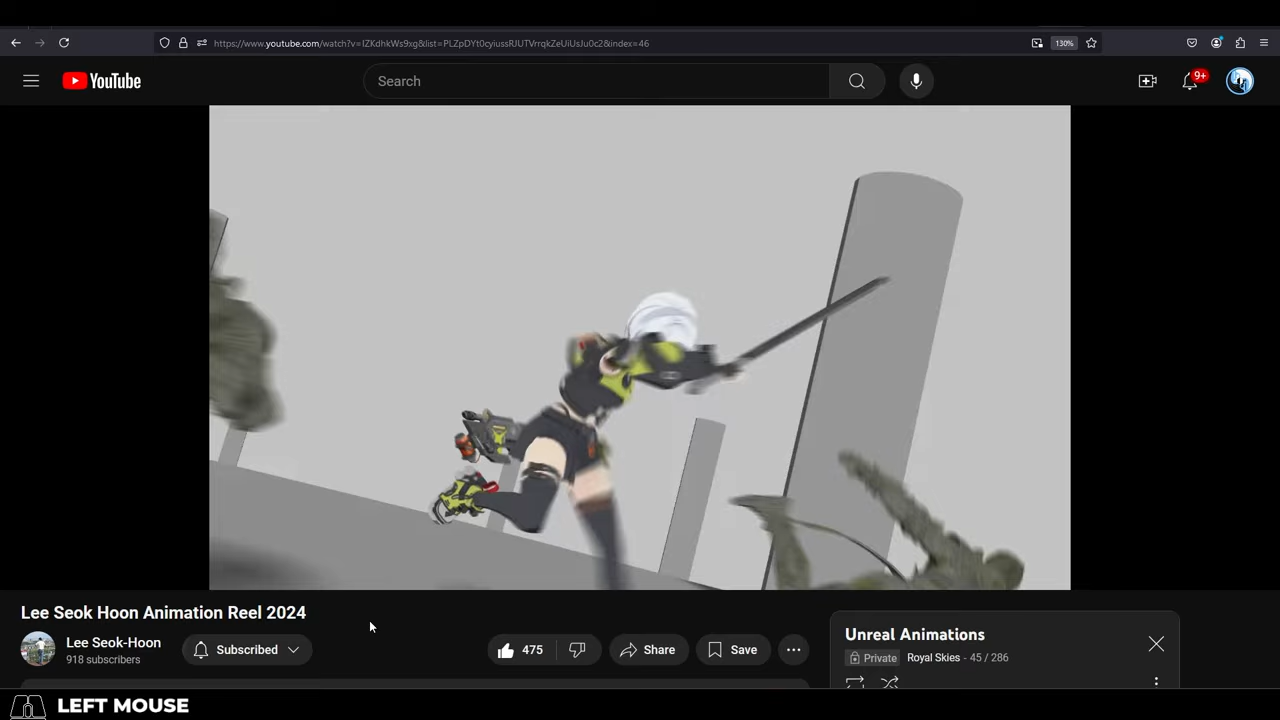 https://www.youtube.com/watch?v=IZKdhkWs9xg&list=PLZpDYt0cyiussRJUTVrrqkZeUiUsJu0c2&index=46
130%
YouTube
Search
9+
Lee Seok Hoon Animation Reel 2024
Lee Seok-Hoon
918 subscribers
Subscribed
475
Share
Save
Unreal Animations
Private
Royal Skies - 45 / 286
LEFT MOUSE